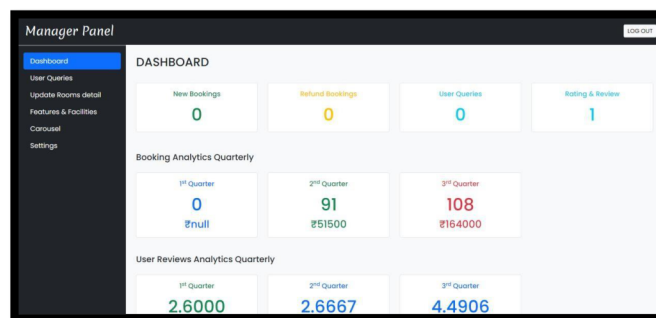 Manager Panel
LOG OUT
Dashboard
User Queries
Update Rooms detail
Features & Facilities
Carousel
Settings
DASHBOARD
New Bookings
0
Refund Bookings
0
User Queries
0
Rating & Review
1
Booking Analytics Quarterly
1st Quarter
0
₹null
2nd Quarter
91
₹51500
3rd Quarter
108
₹164000
User Reviews Analytics Quarterly
1st Quarter
2.6000
2nd Quarter
2.6667
3rd Quarter
4.4906